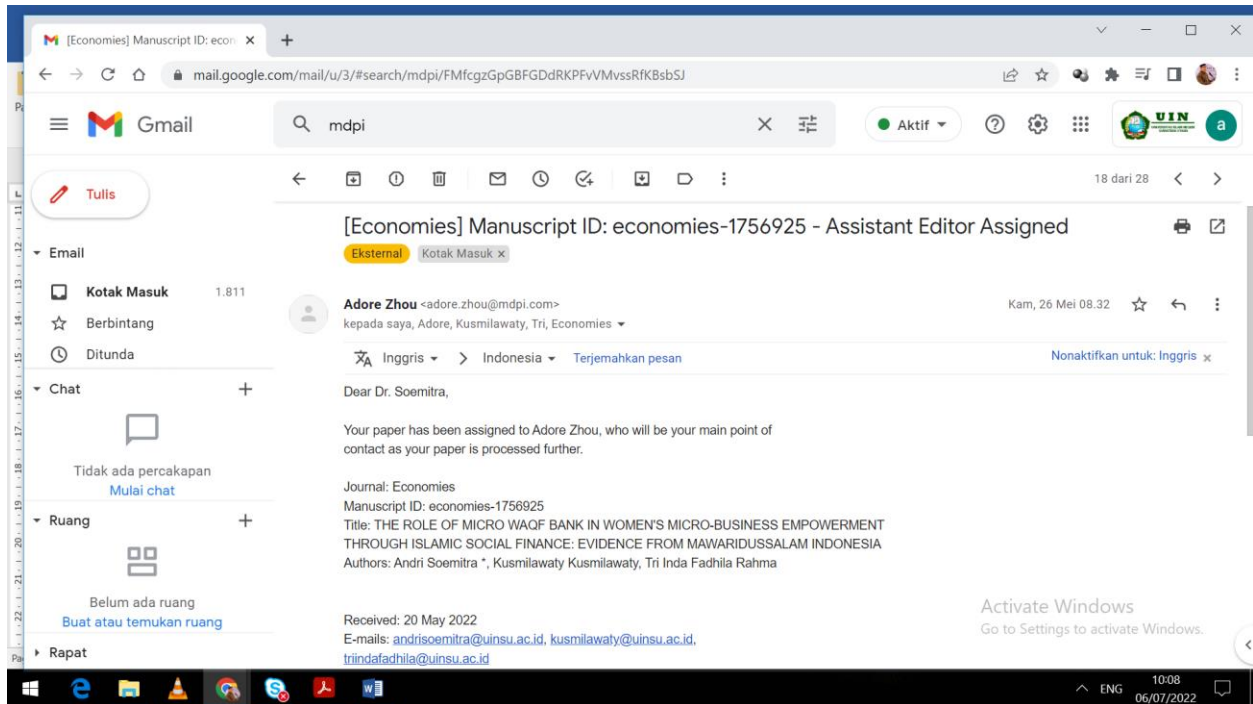 [Economies] Manuscript ID: econ
mail.google.com/mail/u/3/#search/mdpi/FMfcgzGpGBFGDdRKPFvVMvssRfKBsbSJ
Gmail
mdpi
Aktif
UIN
a
Tulis
18 dari 28
[Economies] Manuscript ID: economies-1756925 - Assistant Editor Assigned
Eksternal Kotak Masuk x
Email
Kotak Masuk 1.811
Berbintang
Ditunda
Chat
Tidak ada percakapan
Mulai chat
Ruang
Belum ada ruang
Buat atau temukan ruang
Rapat
Adore Zhou <adore.zhou@mdpi.com>
Kam, 26 Mei 08.32
kepada saya, Adore, Kusmilawaty, Tri, Economies
Inggris > Indonesia Terjemahkan pesan
Nonaktifkan untuk: Inggris x
Dear Dr. Soemitra,
Your paper has been assigned to Adore Zhou, who will be your main point of
contact as your paper is processed further.
Journal: Economies
Manuscript ID: economies-1756925
Title: THE ROLE OF MICRO WAQF BANK IN WOMEN'S MICRO-BUSINESS EMPOWERMENT
THROUGH ISLAMIC SOCIAL FINANCE: EVIDENCE FROM MAWARIDUSSALAM INDONESIA
Authors: Andri Soemitra *, Kusmilawaty Kusmilawaty, Tri Inda Fadhila Rahma
Received: 20 May 2022
E-mails: andrisoemitra@uinsu.ac.id, kusmilawaty@uinsu.ac.id,
triindafadhila@uinsu.ac.id
Activate Windows
Go to Settings to activate Windows.
ENG
10:08
06/07/2022